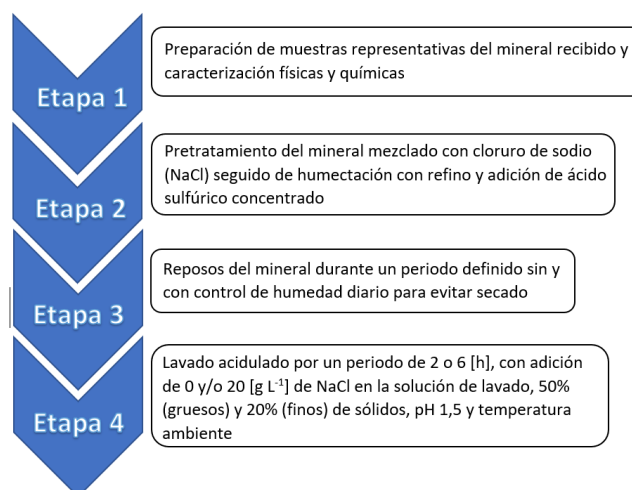 Etapa 1
Preparación de muestras representativas del mineral recibido y
caracterización físicas y químicas
Etapa 2
Pretratamiento del mineral mezclado con cloruro de sodio
(NaCl) seguido de humectación con refino y adición de ácido
sulfúrico concentrado
Etapa 3
Reposos del mineral durante un periodo definido sin y
con control de humedad diario para evitar secado
Etapa 4
Lavado acidulado por un periodo de 2 o 6 [h], con adición
de 0 y/o 20 [g L⁻¹] de NaCl en la solución de lavado, 50%
(gruesos) y 20% (finos) de sólidos, pH 1,5 y temperatura
ambiente